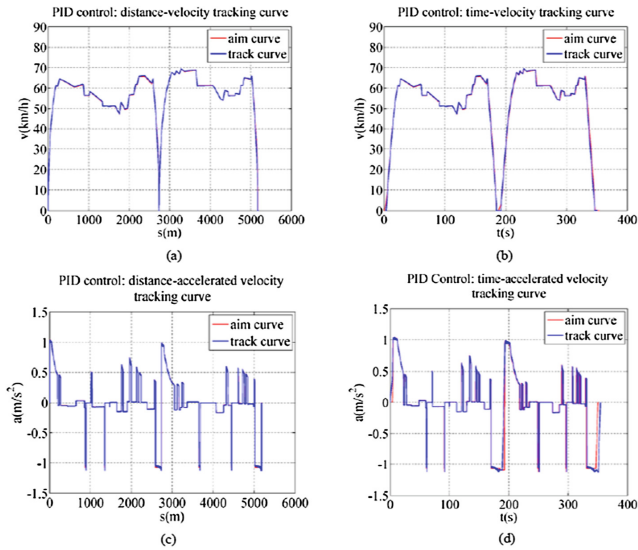 PID control: distance-velocity tracking curve
90
80
70
60
50
40
30
20
10
0
v(km/h)
aim curve
track curve
0 1000 2000 3000 4000 5000 6000
s(m)
(a)
PID control: time-velocity tracking curve
90
80
70
60
50
40
30
20
10
0
v(km/h)
aim curve
track curve
0 100 200 300 400
t(s)
(b)
PID control: distance-accelerated velocity
tracking curve
1.5
1
0.5
0
-0.5
-1
-1.5
a(m/s²)
aim curve
track curve
0 1000 2000 3000 4000 5000 6000
s(m)
(c)
PID Control: time-accelerated velocity
tracking curve
1.5
1
0.5
0
-0.5
-1
-1.5
a(m/s²)
aim curve
track curve
0 100 200 300 400
t(s)
(d)